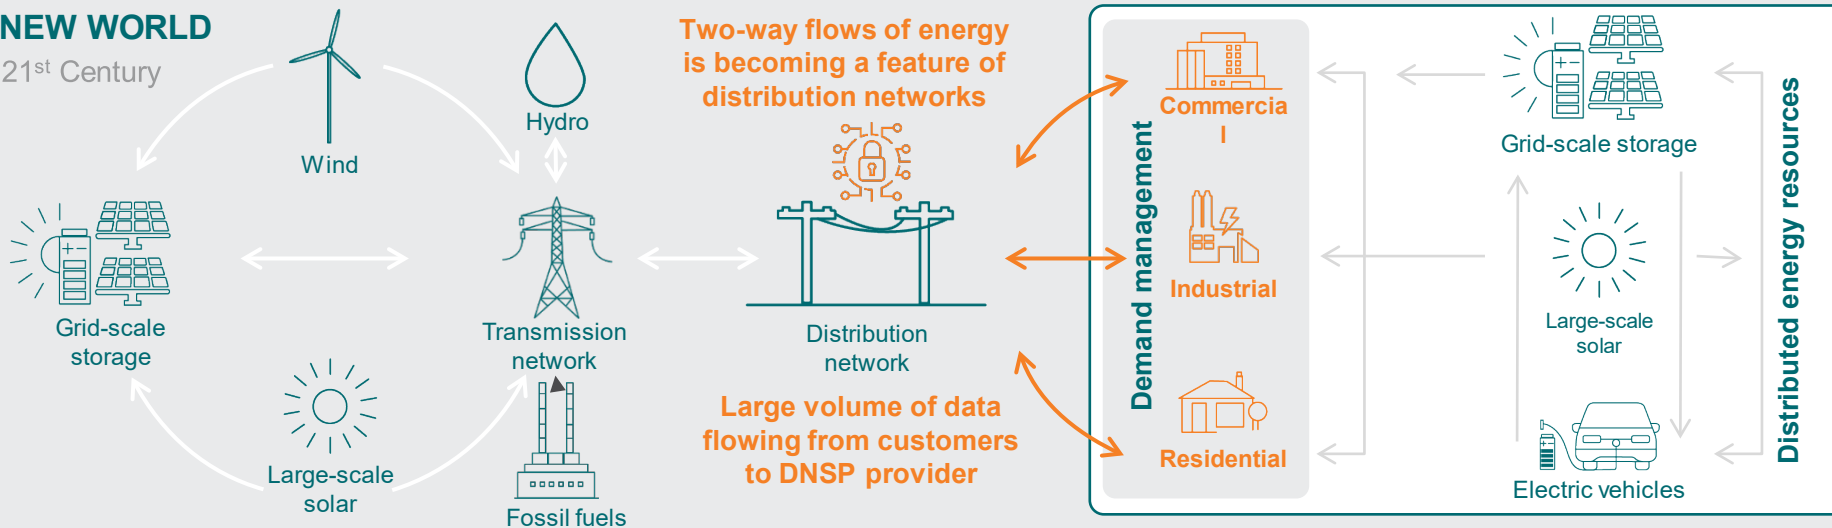 NEW WORLD
21st Century
Wind
Hydro
Grid-scale
storage
Transmission
network
Large-scale
solar
Fossil fuels
Two-way flows of energy
is becoming a feature of
distribution networks
Distribution
network
Large volume of data
flowing from customers
to DNSP provider
Demand management
Commercia
l
Industrial
Residential
Grid-scale storage
Large-scale
solar
Electric vehicles
Distributed energy resources